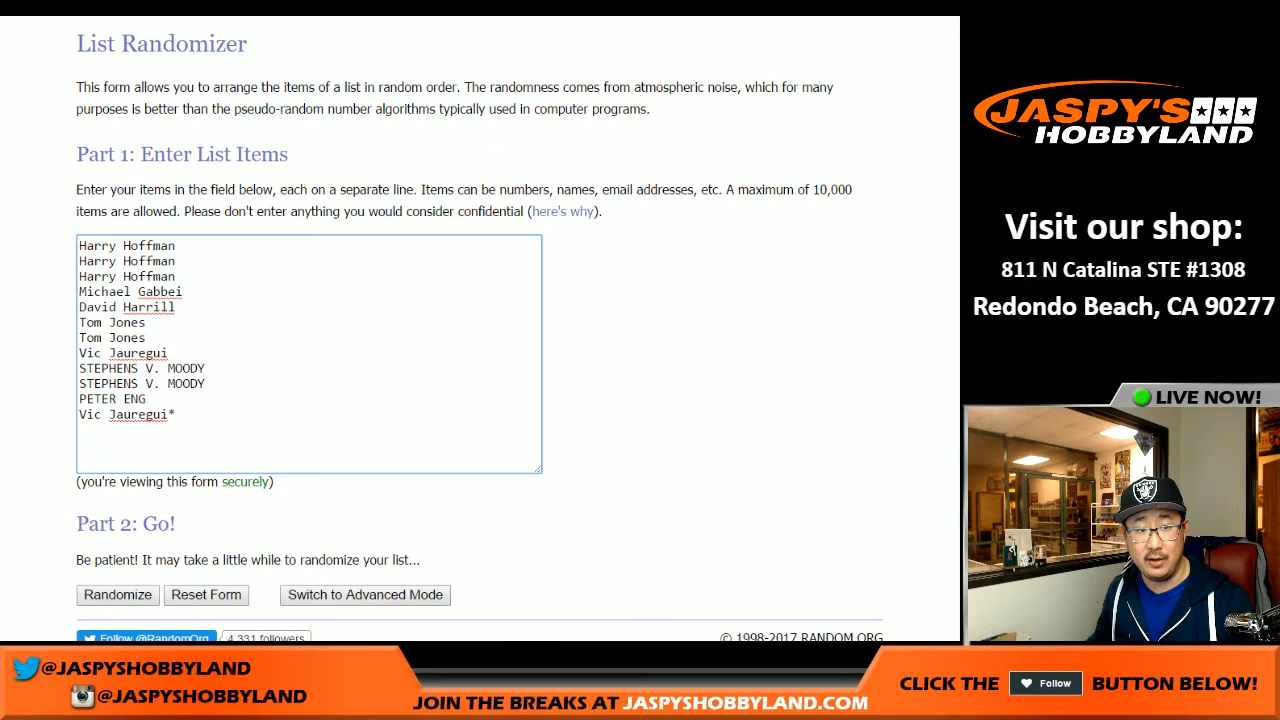 List Randomizer
This form allows you to arrange the items of a list in random order. The randomness comes from atmospheric noise, which for many
purposes is better than the pseudo-random number algorithms typically used in computer programs.
Part 1: Enter List Items
Enter your items in the field below, each on a separate line. Items can be numbers, names, email addresses, etc. A maximum of 10,000
items are allowed. Please don't enter anything you would consider confidential (here's why).
Harry Hoffman
Harry Hoffman
Harry Hoffman
Michael Gabbei
David Harrill
Tom Jones
Tom Jones
Vic Jauregui
STEPHENS V. MOODY
STEPHENS V. MOODY
PETER ENG
Vic Jauregui*
(you're viewing this form securely)
Part 2: Go!
Be patient! It may take a little while to randomize your list...
Randomize Reset Form Switch to Advanced Mode
Follow @RandomOrg 4,331 followers © 1998-2017 RANDOM.ORG
JASPY'S
HOBBYLAND
Visit our shop:
811 N Catalina STE #1308
Redondo Beach, CA 90277
LIVE NOW!
@JASPYSHOBBYLAND
@JASPYSHOBBYLAND
JOIN THE BREAKS AT JASPYSHOBBYLAND.COM
CLICK THE Follow BUTTON BELOW!